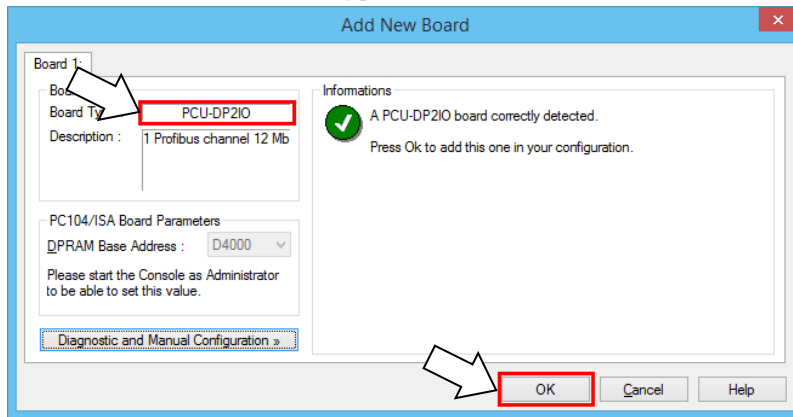 Add New Board
Board 1:
Board Ty
PCU-DP2IO
Description :
1 Profibus channel 12 Mb
PC104/ISA Board Parameters
DPRAM Base Address :
D4000
Please start the Console as Administrator
to be able to set this value.
Diagnostic and Manual Configuration »
Informations
A PCU-DP2IO board correctly detected.
Press Ok to add this one in your configuration.
OK
Cancel
Help